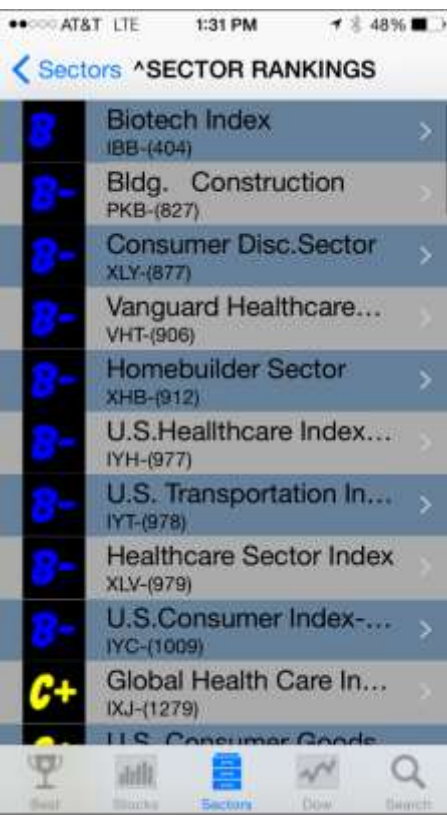 AT&T LTE 1:31 PM 48%
Sectors ^SECTOR RANKINGS
B Biotech Index
IBB-(404)
B- Bldg. Construction
PKB-(827)
B- Consumer Disc.Sector
XLY-(877)
B- Vanguard Healthcare...
VHT-(906)
B- Homebuilder Sector
XHB-(912)
B- U.S.Heallthcare Index...
IYH-(977)
B- U.S. Transportation In...
IYT-(978)
B- Healthcare Sector Index
XLV-(979)
B- U.S.Consumer Index-...
IYC-(1009)
C+ Global Health Care In...
IXJ-(1279)
U.S. Consumer Goods
Best Stocks Sectors Dow Search